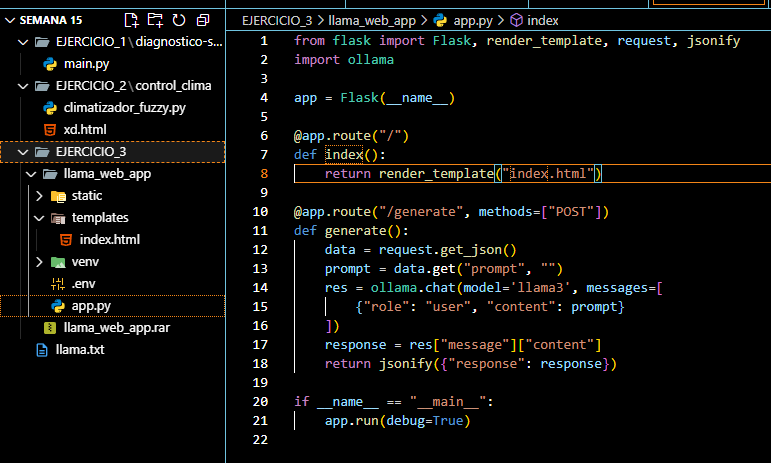 SEMANA 15
EJERCICIO_1\diagnostico-s...
main.py
EJERCICIO_2\control_clima
climatizador_fuzzy.py
xd.html
EJERCICIO_3
llama_web_app
static
templates
index.html
venv
.env
app.py
llama_web_app.rar
llama.txt
EJERCICIO_3 > llama_web_app > app.py > index
1 from flask import Flask, render_template, request, jsonify
2 import ollama
3
4 app = Flask(__name__)
5
6 @app.route("/")
7 def index():
8     return render_template("index.html")
9
10 @app.route("/generate", methods=["POST"])
11 def generate():
12     data = request.get_json()
13     prompt = data.get("prompt", "")
14     res = ollama.chat(model='llama3', messages=[
15         {"role": "user", "content": prompt}
16     ])
17     response = res["message"]["content"]
18     return jsonify({"response": response})
19
20 if __name__ == "__main__":
21     app.run(debug=True)
22